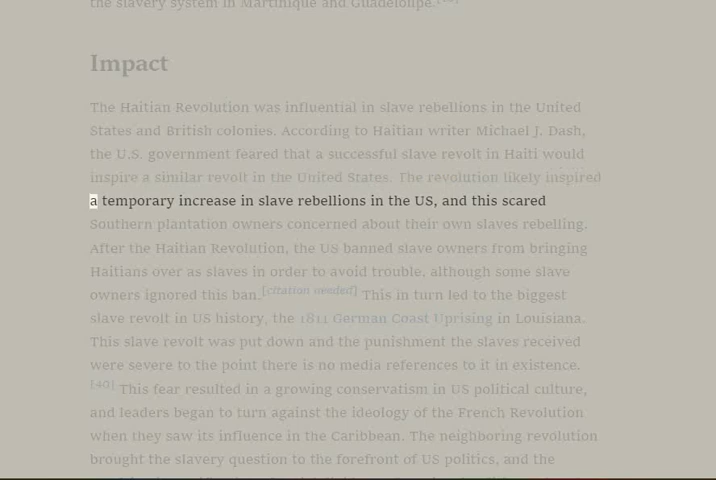 the slavery system in Martinique and Guadeloupe.
Impact
The Haitian Revolution was influential in slave rebellions in the United
States and British colonies. According to Haitian writer Michael J. Dash,
the U.S. government feared that a successful slave revolt in Haiti would
inspire a similar revolt in the United States. The revolution likely inspired
a temporary increase in slave rebellions in the US, and this scared
Southern plantation owners concerned about their own slaves rebelling.
After the Haitian Revolution, the US banned slave owners from bringing
Haitians over as slaves in order to avoid trouble, although some slave
owners ignored this ban.[citation needed] This in turn led to the biggest
slave revolt in US history, the 1811 German Coast Uprising in Louisiana.
This slave revolt was put down and the punishment the slaves received
were severe to the point there is no media references to it in existence.
[40] This fear resulted in a growing conservatism in US political culture,
and leaders began to turn against the ideology of the French Revolution
when they saw its influence in the Caribbean. The neighboring revolution
brought the slavery question to the forefront of US politics, and the